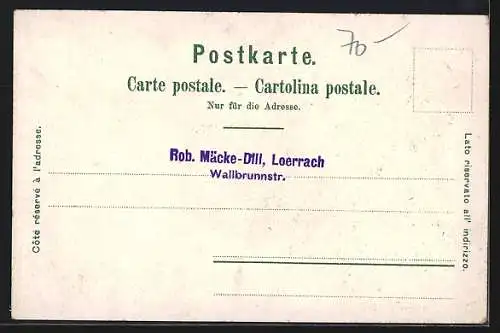 Postkarte.
70-
Carte postale. — Cartolina postale.
Nur für die Adresse.
Côté réservé à l'adresse.
Rob. Mäcke-Dill, Loerrach
Wallbrunnstr.
Lato riservato all' indirizzo.